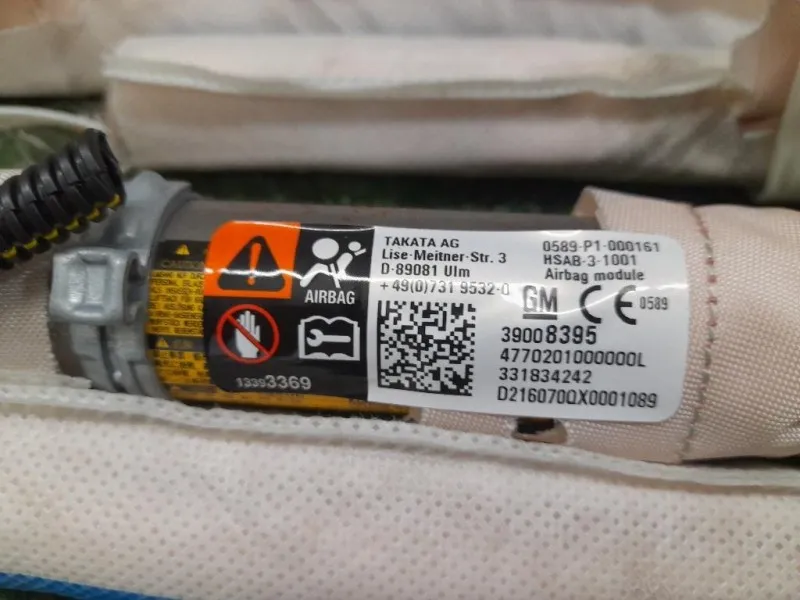 TAKATA AG
Lise-Meitner-Str. 3
D-89081 Ulm
+49(0)731 9532-0
0589-P1-000161
HSAB-3-1001
Airbag module
GM CE 0589
39008395
4770201000000L
331834242
D216070QX0001089
AIRBAG
13393369